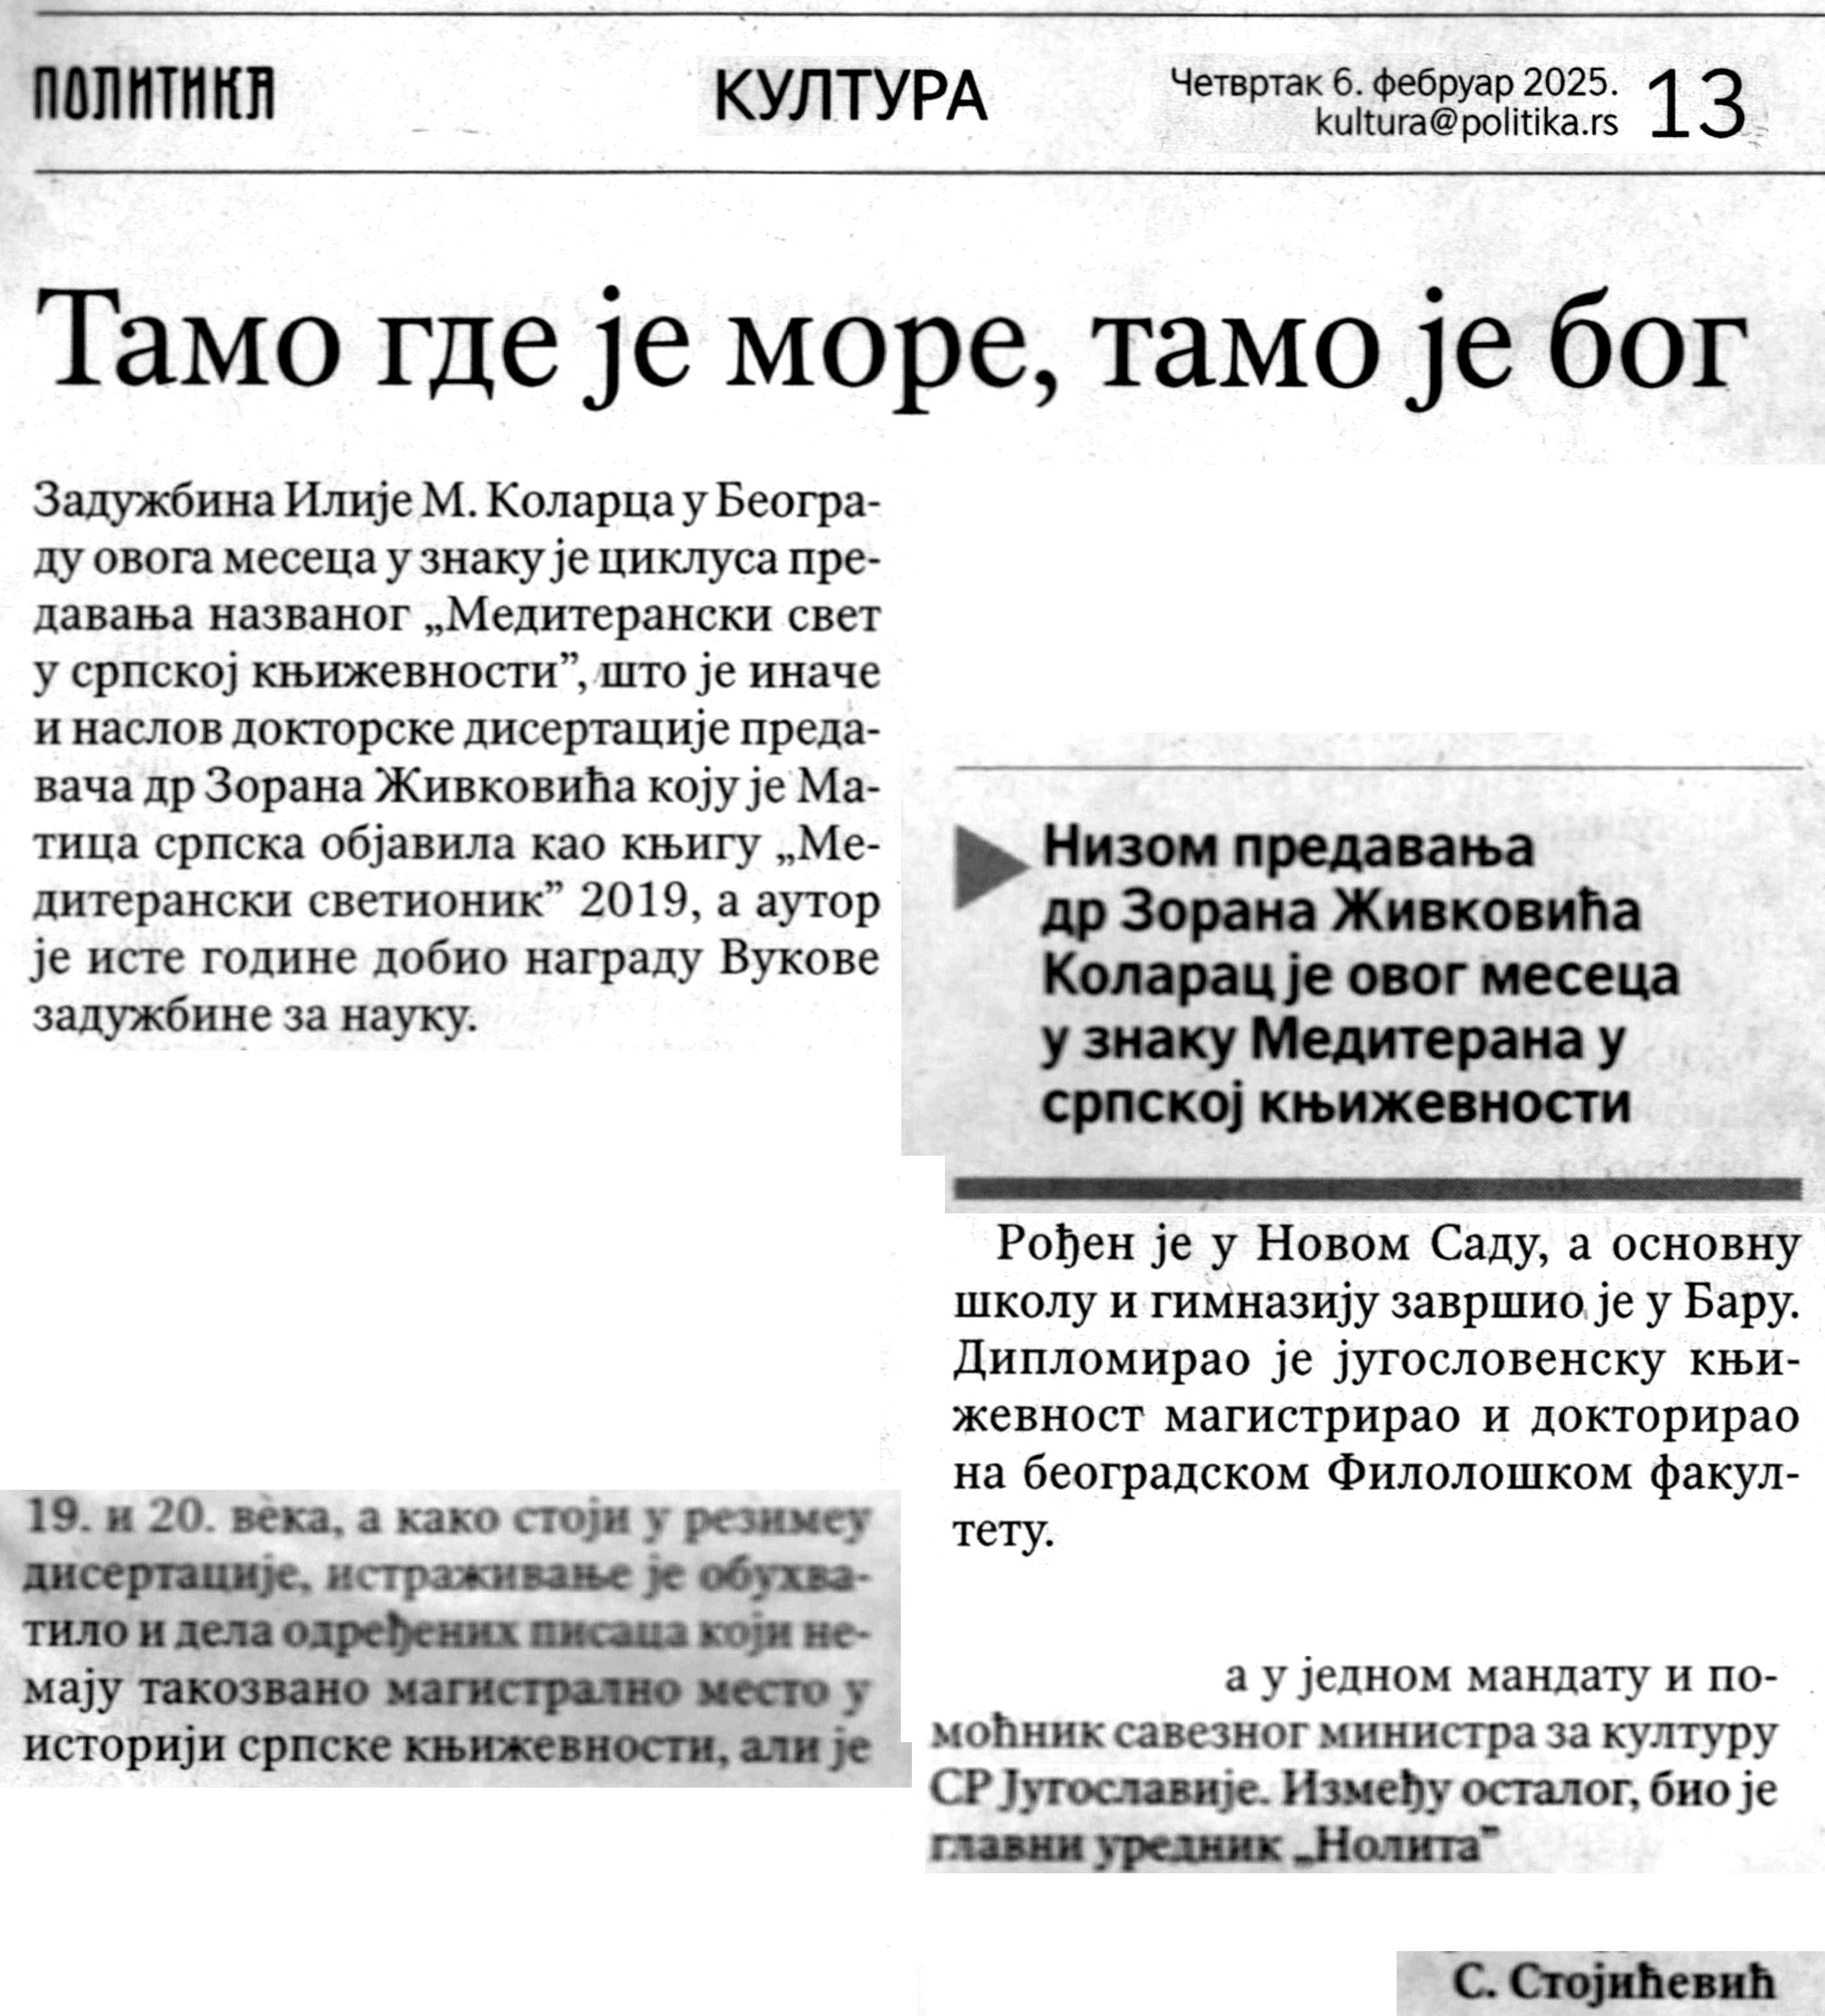 ПОЛИТИКА
КУЛТУРА
Четвртак 6. фебруар 2025.
kultura@politika.rs
13
Тамо где је море, тамо је бог
Задужбина Илије М. Коларца у Београ-
ду овога месеца у знаку је циклуса пре-
давања названог „Медитерански свет
у српској књижевности”, што је иначе
и наслов докторске дисертације преда-
вача др Зорана Живковића коју је Ма-
тица српска објавила као књигу „Ме-
дитерански светионик” 2019, а аутор
је исте године добио награду Вукове
задужбине за науку.
19. и 20. века, а како стоји у резимеу
дисертације, истраживање је обухва-
тило и дела одређених писаца који не-
мају такозвано магистрално место у
историји српске књижевности, али је
Низом предавања
др Зорана Живковића
Коларац је овог месеца
у знаку Медитерана у
српској књижевности
Рођен је у Новом Саду, а основну
школу и гимназију завршио је у Бару.
Дипломирао је југословенску књи-
жевност магистрирао и докторирао
на београдском Филолошком факул-
тету.
а у једном мандату и по-
моћник савезног министра за културу
СР Југославије. Између осталог, био је
главни уредник „Нолита”
С. Стојићевић